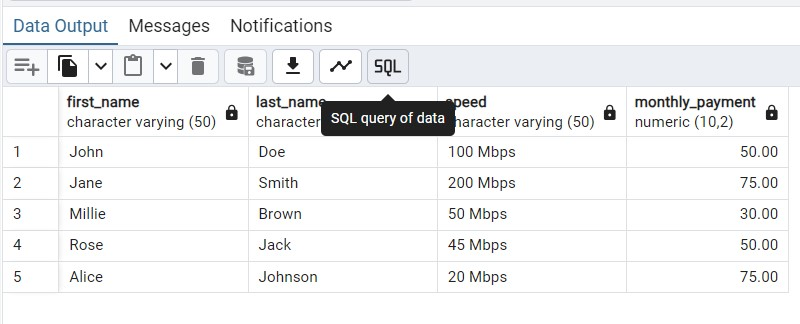 Data Output Messages Notifications
SQL
first_name last_name speed monthly_payment
character varying (50) character character varying (50) numeric (10,2)
SQL query of data
1 John Doe 100 Mbps 50.00
2 Jane Smith 200 Mbps 75.00
3 Millie Brown 50 Mbps 30.00
4 Rose Jack 45 Mbps 50.00
5 Alice Johnson 20 Mbps 75.00